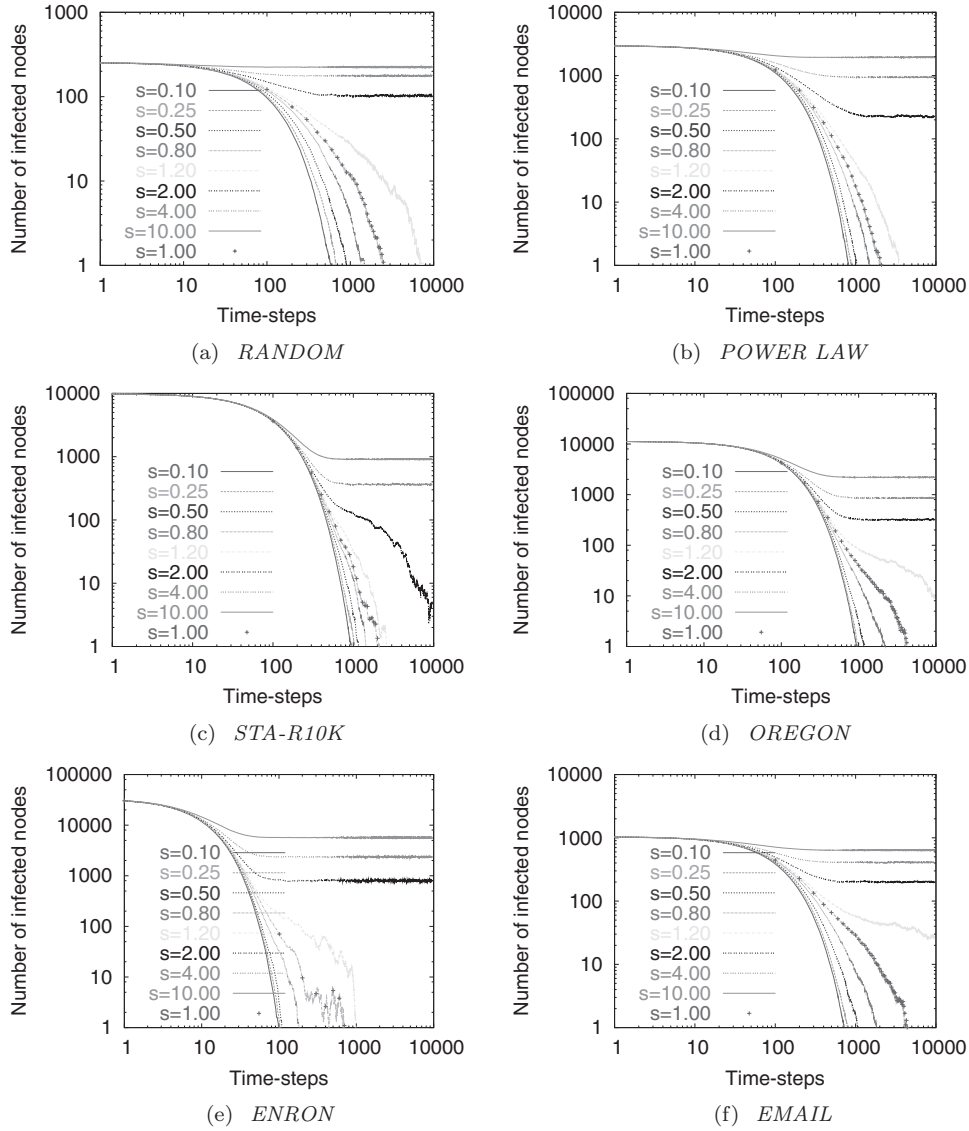 Number of infected nodes
1000
100
10
1
s=0.10
s=0.25
s=0.50
s=0.80
s=1.20
s=2.00
s=4.00
s=10.00
s=1.00
1 10 100 1000 10000
Time-steps
(a) RANDOM
Number of infected nodes
10000
1000
100
10
1
s=0.10
s=0.25
s=0.50
s=0.80
s=1.20
s=2.00
s=4.00
s=10.00
s=1.00
1 10 100 1000 10000
Time-steps
(b) POWER LAW
Number of infected nodes
10000
1000
100
10
1
s=0.10
s=0.25
s=0.50
s=0.80
s=1.20
s=2.00
s=4.00
s=10.00
s=1.00
1 10 100 1000 10000
Time-steps
(c) STA-R10K
Number of infected nodes
100000
10000
1000
100
10
1
s=0.10
s=0.25
s=0.50
s=0.80
s=1.20
s=2.00
s=4.00
s=10.00
s=1.00
1 10 100 1000 10000
Time-steps
(d) OREGON
Number of infected nodes
100000
10000
1000
100
10
1
s=0.10
s=0.25
s=0.50
s=0.80
s=1.20
s=2.00
s=4.00
s=10.00
s=1.00
1 10 100 1000 10000
Time-steps
(e) ENRON
Number of infected nodes
10000
1000
100
10
1
s=0.10
s=0.25
s=0.50
s=0.80
s=1.20
s=2.00
s=4.00
s=10.00
s=1.00
1 10 100 1000 10000
Time-steps
(f) EMAIL